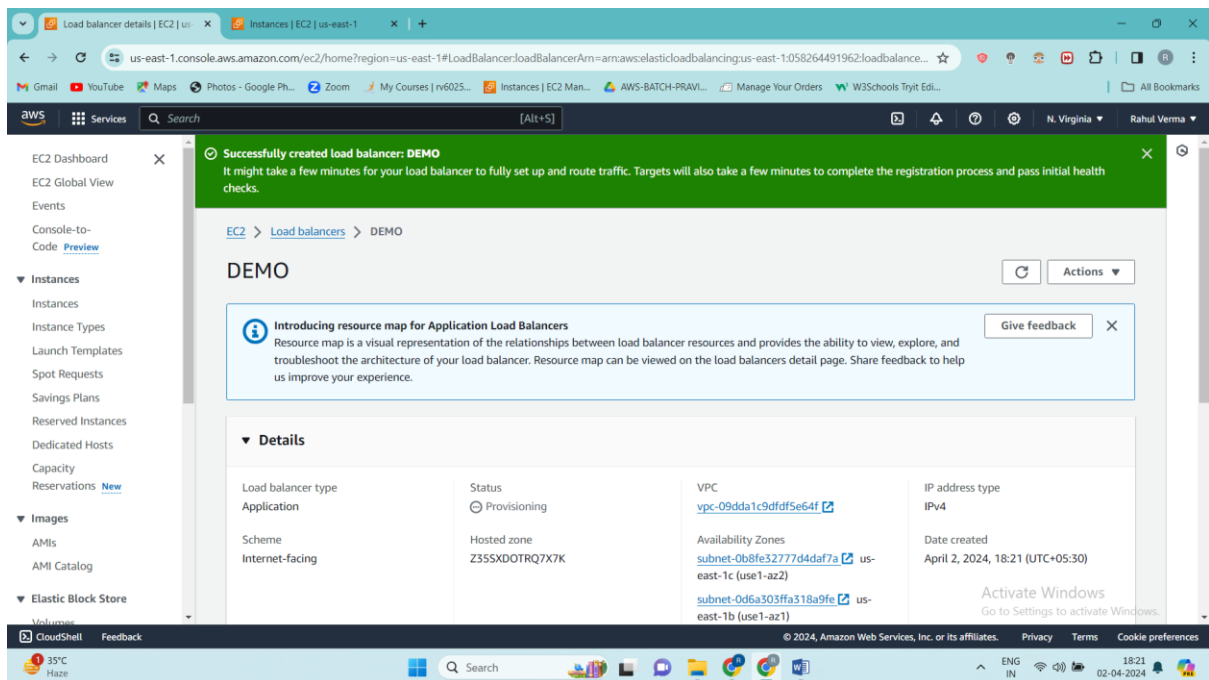 Load balancer details | EC2 | us-
Instances | EC2 | us-east-1
us-east-1.console.aws.amazon.com/ec2/home?region=us-east-1#LoadBalancer:loadBalancerArn=arn:aws:elasticloadbalancing:us-east-1:058264491962:loadbalance...
Gmail YouTube Maps Photos - Google Ph... Zoom My Courses | rv6025... Instances | EC2 Man... AWS-BATCH-PRAVI... Manage Your Orders W3Schools Tryit Edi... All Bookmarks
aws Services Search [Alt+S] N. Virginia Rahul Verma
EC2 Dashboard
EC2 Global View
Events
Console-to-
Code Preview
Instances
Instances
Instance Types
Launch Templates
Spot Requests
Savings Plans
Reserved Instances
Dedicated Hosts
Capacity
Reservations New
Images
AMIs
AMI Catalog
Elastic Block Store
Volumes
Successfully created load balancer: DEMO
It might take a few minutes for your load balancer to fully set up and route traffic. Targets will also take a few minutes to complete the registration process and pass initial health
checks.
EC2 > Load balancers > DEMO
DEMO
Actions
Introducing resource map for Application Load Balancers
Resource map is a visual representation of the relationships between load balancer resources and provides the ability to view, explore, and
troubleshoot the architecture of your load balancer. Resource map can be viewed on the load balancers detail page. Share feedback to help
us improve your experience.
Give feedback
Details
Load balancer type
Application
Status
Provisioning
VPC
vpc-09dda1c9dfdf5e64f
IP address type
IPv4
Scheme
Internet-facing
Hosted zone
Z35SXDOTRQ7X7K
Availability Zones
subnet-0b8fe32777d4daf7a us-
east-1c (use1-az2)
subnet-0d6a303ffa318a9fe us-
east-1b (use1-az1)
Date created
April 2, 2024, 18:21 (UTC+05:30)
Activate Windows
Go to Settings to activate Windows.
CloudShell Feedback © 2024, Amazon Web Services, Inc. or its affiliates. Privacy Terms Cookie preferences
1
35°C
Haze
Search
ENG
IN
18:21
02-04-2024